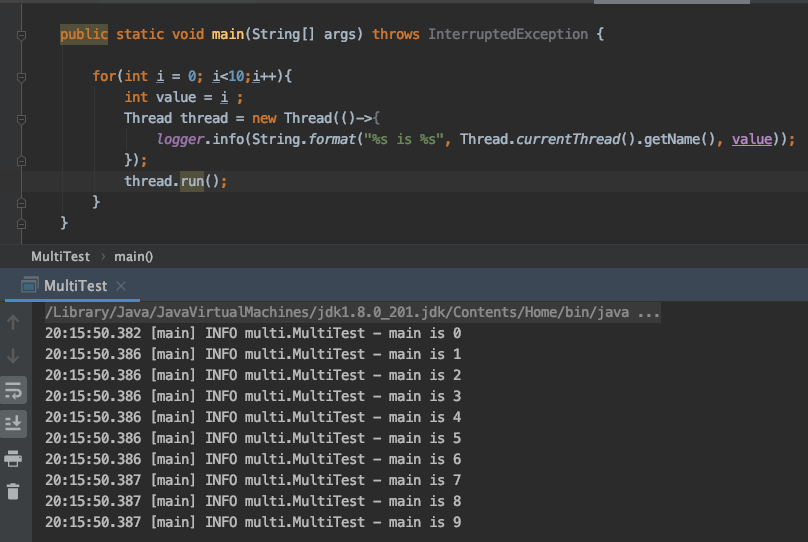 public static void main(String[] args) throws InterruptedException {
for(int i = 0; i<10;i++){
int value = i ;
Thread thread = new Thread(()->{
logger.info(String.format("%s is %s", Thread.currentThread().getName(), value));
});
thread.run();
}
}
MultiTest › main()
MultiTest ×
/Library/Java/JavaVirtualMachines/jdk1.8.0_201.jdk/Contents/Home/bin/java ...
20:15:50.382 [main] INFO multi.MultiTest - main is 0
20:15:50.386 [main] INFO multi.MultiTest - main is 1
20:15:50.386 [main] INFO multi.MultiTest - main is 2
20:15:50.386 [main] INFO multi.MultiTest - main is 3
20:15:50.386 [main] INFO multi.MultiTest - main is 4
20:15:50.386 [main] INFO multi.MultiTest - main is 5
20:15:50.386 [main] INFO multi.MultiTest - main is 6
20:15:50.387 [main] INFO multi.MultiTest - main is 7
20:15:50.387 [main] INFO multi.MultiTest - main is 8
20:15:50.387 [main] INFO multi.MultiTest - main is 9